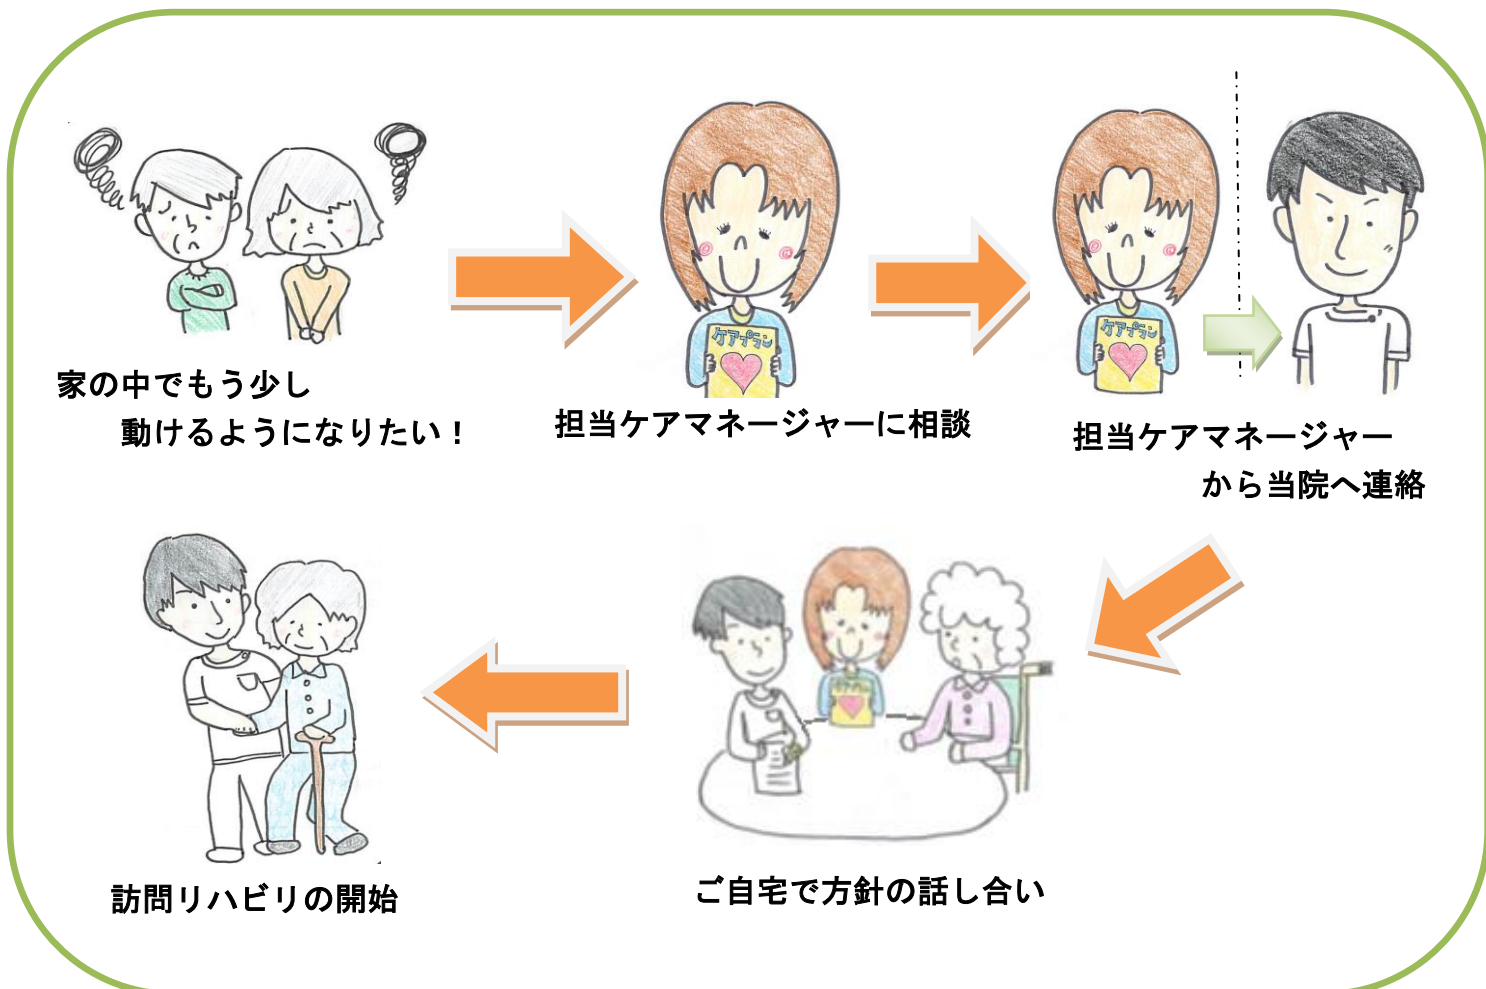 家の中でもう少し
動けるようになりたい！
ケアプラン
担当ケアマネージャーに相談
ケアプラン
担当ケアマネージャー
から当院へ連絡
ご自宅で方針の話し合い
訪問リハビリの開始